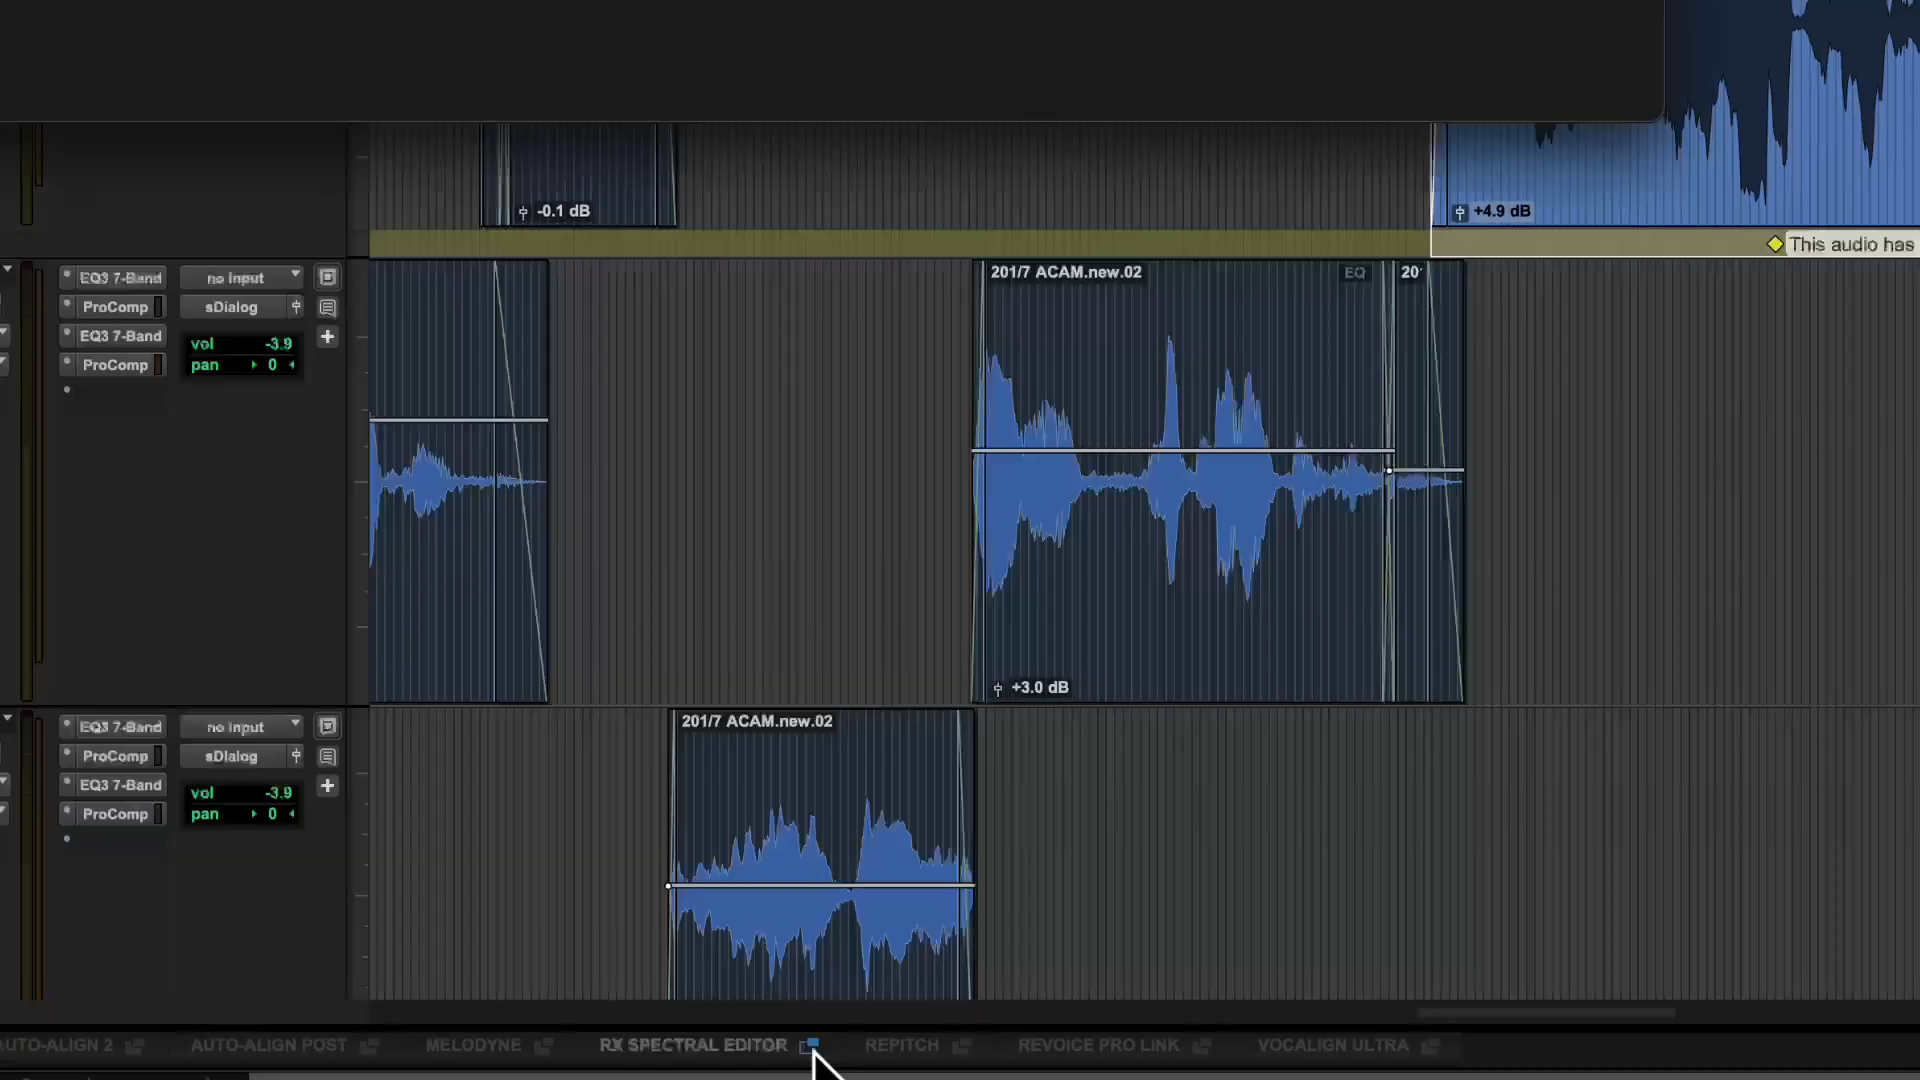 -0.1 dB
+4.9 dB
This audio has
EQ3 7-Band
no input
ProComp
sDialog
EQ3 7-Band
vol -3.9
ProComp
pan 0
201/7 ACAM.new.02
EQ
20
+3.0 dB
EQ3 7-Band
no input
ProComp
sDialog
EQ3 7-Band
vol -3.9
ProComp
pan 0
201/7 ACAM.new.02
AUTO-ALIGN 2
AUTO-ALIGN POST
MELODYNE
RX SPECTRAL EDITOR
REPITCH
REVOICE PRO LINK
VOCALIGN ULTRA